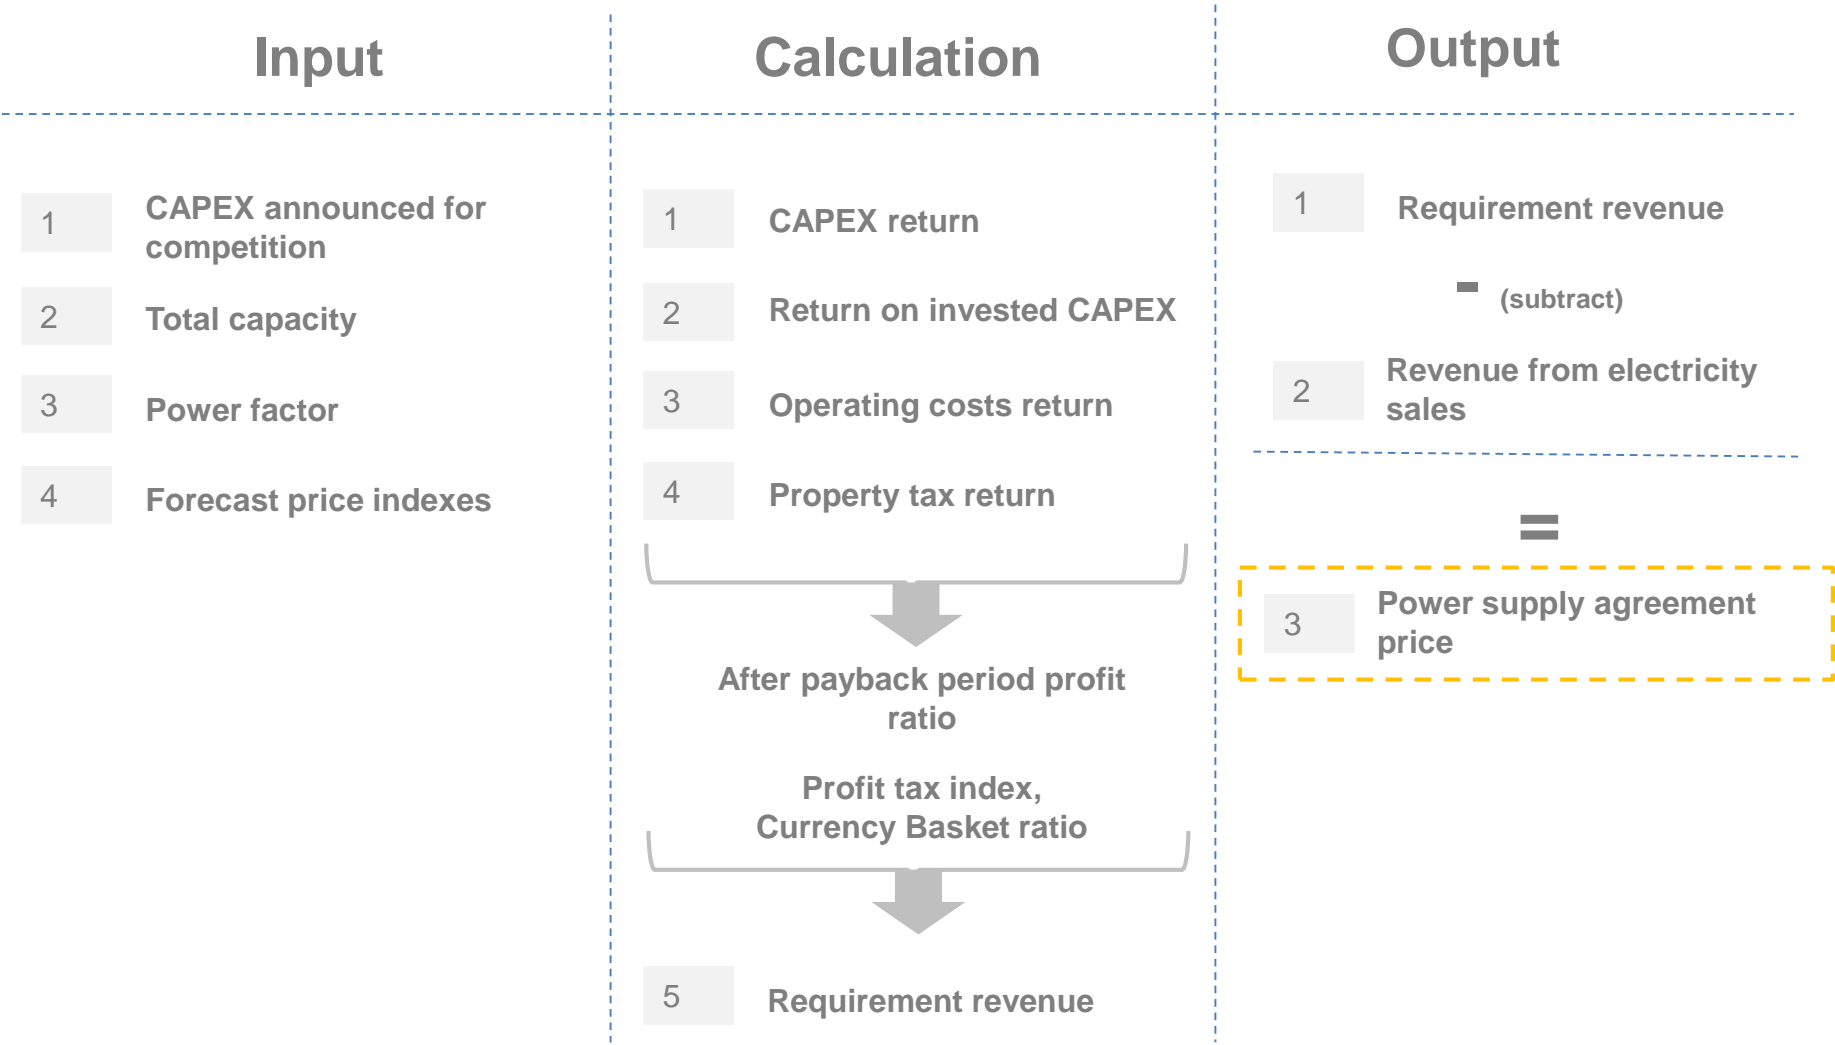 Input
Calculation
Output
1
CAPEX announced for
competition
2
Total capacity
3
Power factor
4
Forecast price indexes
1
CAPEX return
2
Return on invested CAPEX
3
Operating costs return
4
Property tax return
After payback period profit
ratio
Profit tax index,
Currency Basket ratio
5
Requirement revenue
1
Requirement revenue
- (subtract)
2
Revenue from electricity
sales
=
3
Power supply agreement
price